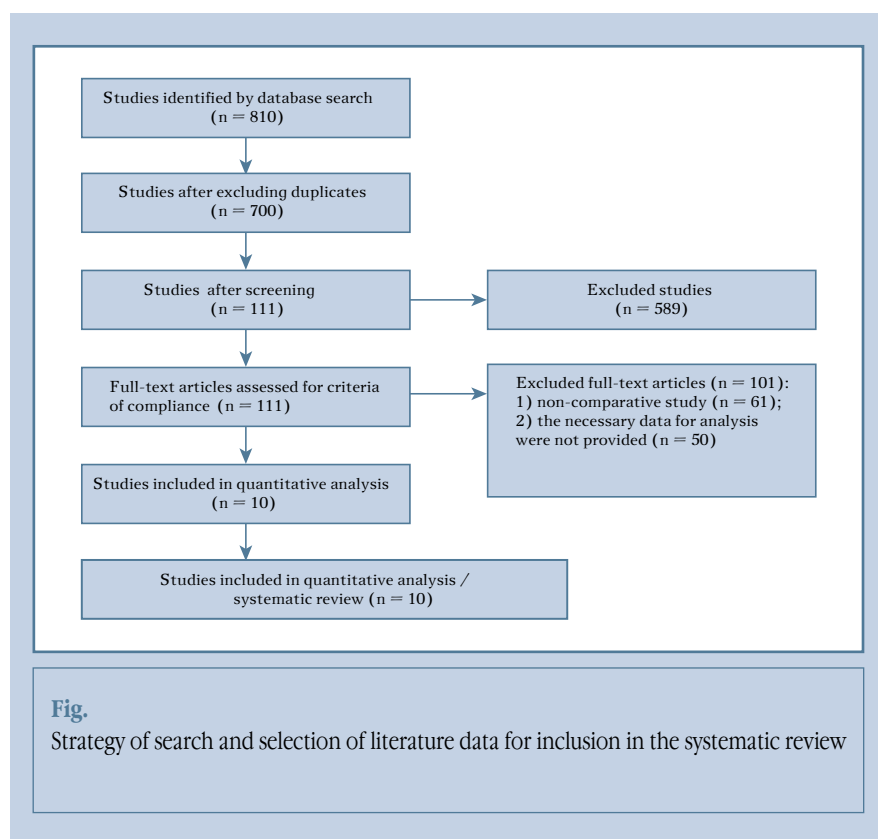 Studies identified by database search
(n = 810)
Studies after excluding duplicates
(n = 700)
Studies after screening
(n = 111)
Excluded studies
(n = 589)
Full-text articles assessed for criteria
of compliance (n = 111)
Excluded full-text articles (n = 101):
1) non-comparative study (n = 61);
2) the necessary data for analysis
were not provided (n = 50)
Studies included in quantitative analysis
(n = 10)
Studies included in quantitative analysis /
systematic review (n = 10)
Fig.
Strategy of search and selection of literature data for inclusion in the systematic review